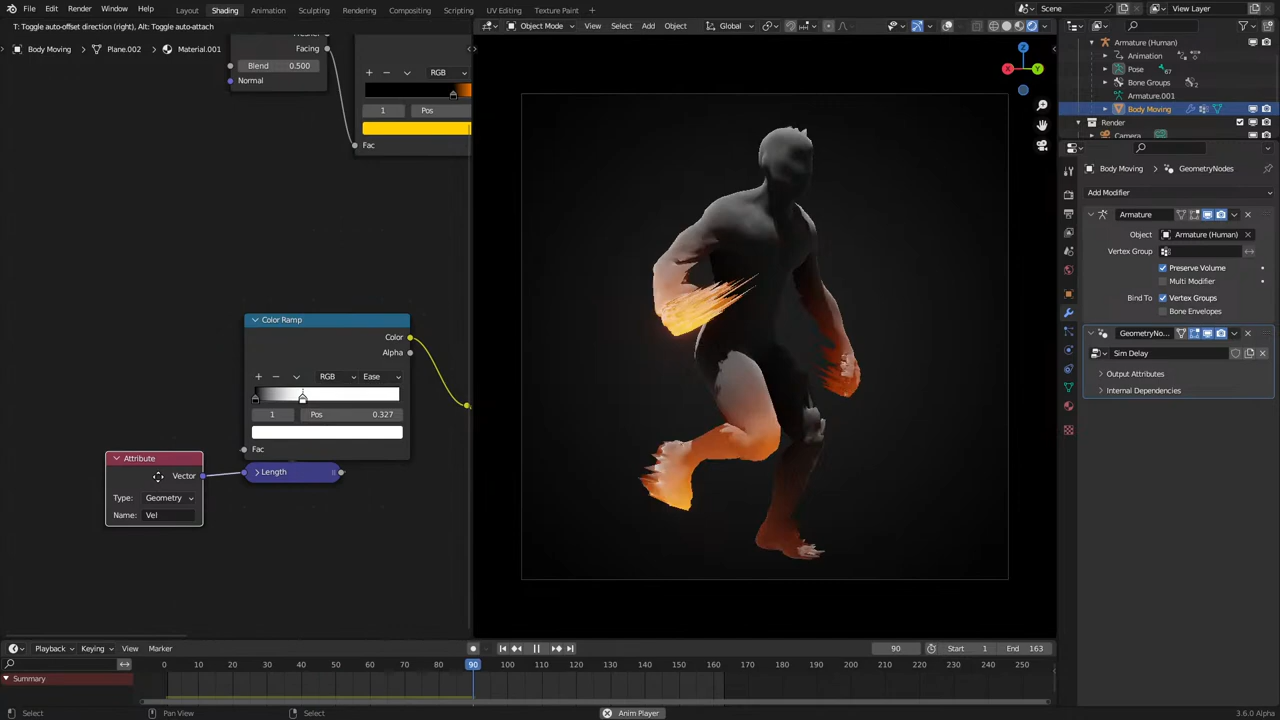 File Edit Render Window Help Layout Shading Animation Sculpting Rendering Compositing Scripting UV Editing Texture Paint Scene View Layer
T: Toggle auto-offset direction (right), Alt: Toggle auto-attach
Object Mode View Select Add Object Global
Body Moving Plane.002 Material.001
Facing
Blend 0.500
Normal
RGB
1 Pos
Fac
Color Ramp
Color
Alpha
RGB Ease
1 Pos 0.327
Fac
Attribute
Vector
Type: Geometry
Name: Vel
Length
X Y Z
Armature (Human)
Animation
Pose 67
Bone Groups 2
Armature.001
Body Moving
Render
Camera
Body Moving GeometryNodes
Add Modifier
Armature
Object Armature (Human)
Vertex Group
Preserve Volume
Multi Modifier
Bind To Vertex Groups
Bone Envelopes
GeometryNo...
Sim Delay
Output Attributes
Internal Dependencies
Playback Keying View Marker 90 Start 1 End 163
0 10 20 30 40 50 60 70 80 90 100 110 120 130 140 150 160 170 180 190 200 210 220 230 240 250
Summary
Select Pan View Select Anim Player 3.6.0 Alpha